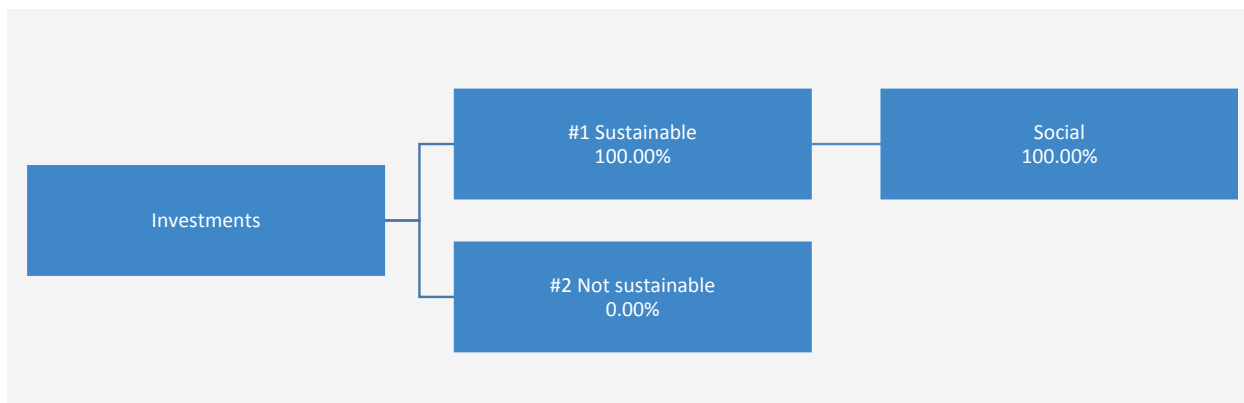 Investments
#1 Sustainable
100.00%
Social
100.00%
#2 Not sustainable
0.00%